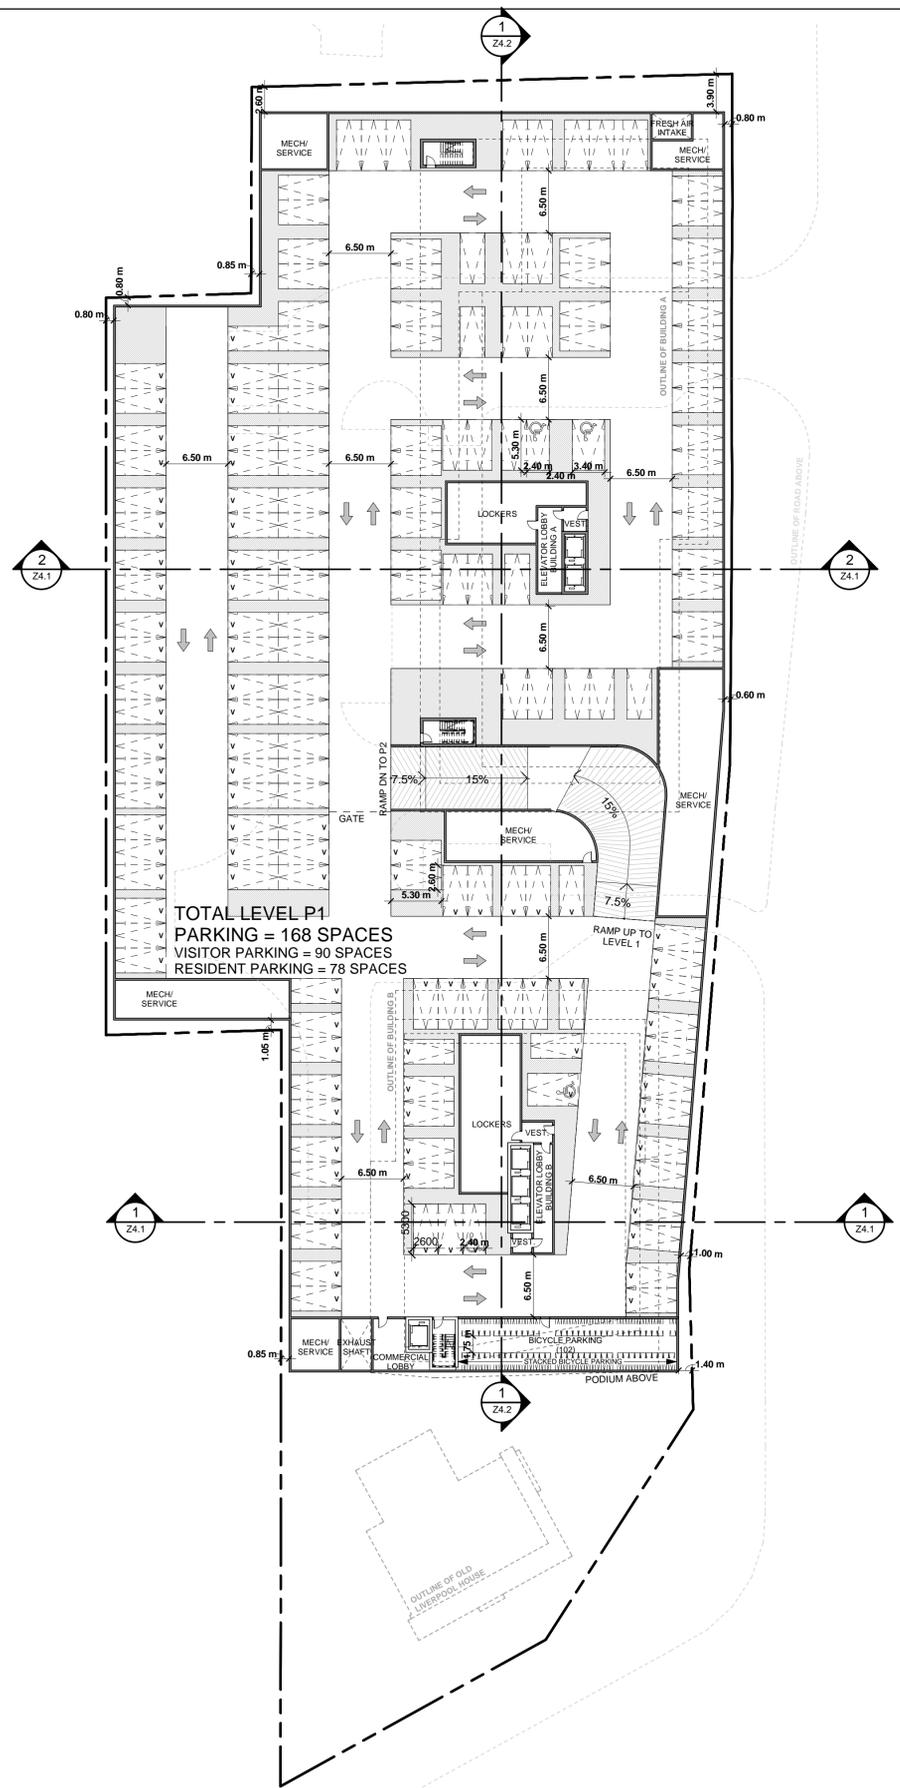 1
Z4.2
2.60 m
3.90 m
0.80 m
FRESH AIR
INTAKE
MECH/
SERVICE
MECH/
SERVICE
6.50 m
6.50 m
0.85 m
0.80 m
0.80 m
OUTLINE OF BUILDING A
6.50 m
5.30 m
2.40 m
3.40 m
2.40 m
6.50 m
6.50 m
6.50 m
OUTLINE OF ROAD ABOVE
LOCKERS
VEST.
ELEVATOR LOBBY
BUILDING A
2
Z4.1
2
Z4.1
6.50 m
0.60 m
RAMP DN TO P2
7.5%
15%
15%
MECH/
SERVICE
GATE
MECH/
SERVICE
2.60 m
5.30 m
7.5%
RAMP UP TO
LEVEL 1
TOTAL LEVEL P1
PARKING = 168 SPACES
VISITOR PARKING = 90 SPACES
RESIDENT PARKING = 78 SPACES
6.50 m
MECH/
SERVICE
1.05 m
OUTLINE OF BUILDING B
LOCKERS
VEST.
ELEVATOR LOBBY
BUILDING B
6.50 m
6.50 m
1
Z4.1
1
Z4.1
5300
2600
2.40 m
VEST.
1.00 m
6.50 m
MECH/
SERVICE
EXHAUST
SHAFT
COMMERCIAL
LOBBY
1.75 m
BICYCLE PARKING
(102)
STACKED BICYCLE PARKING
0.85 m
1.40 m
PODIUM ABOVE
1
Z4.2
OUTLINE OF OLD
LIVERPOOL HOUSE